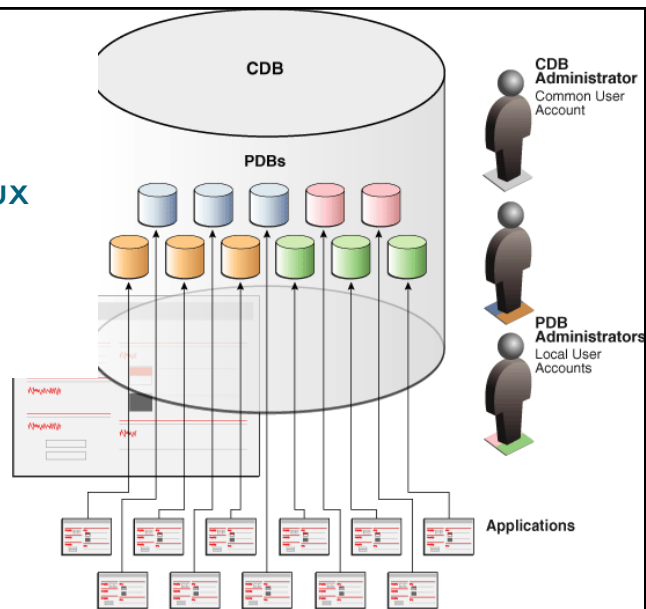 CDB
CDB
Administrator
Common User
Account
PDBs
UX
PDB
Administrators
Local User
Accounts
Applications